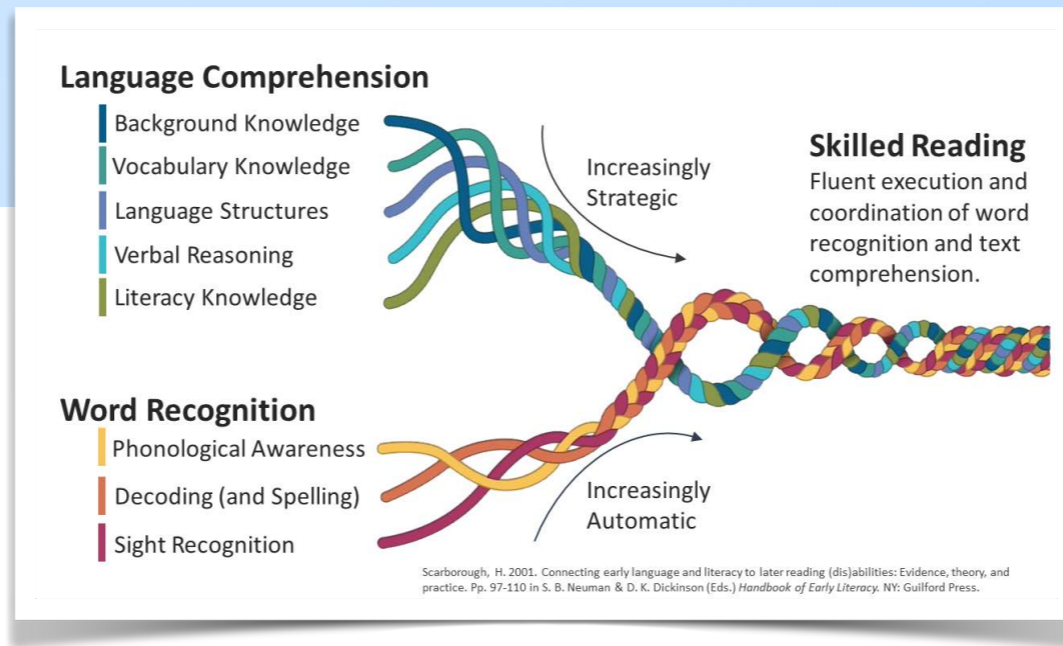 Language Comprehension
Background Knowledge
Vocabulary Knowledge
Language Structures
Verbal Reasoning
Literacy Knowledge
Increasingly
Strategic
Skilled Reading
Fluent execution and
coordination of word
recognition and text
comprehension.
Word Recognition
Phonological Awareness
Decoding (and Spelling)
Sight Recognition
Increasingly
Automatic
Scarborough, H. 2001. Connecting early language and literacy to later reading (dis)abilities: Evidence, theory, and
practice. Pp. 97-110 in S. B. Neuman & D. K. Dickinson (Eds.) Handbook of Early Literacy. NY: Guilford Press.